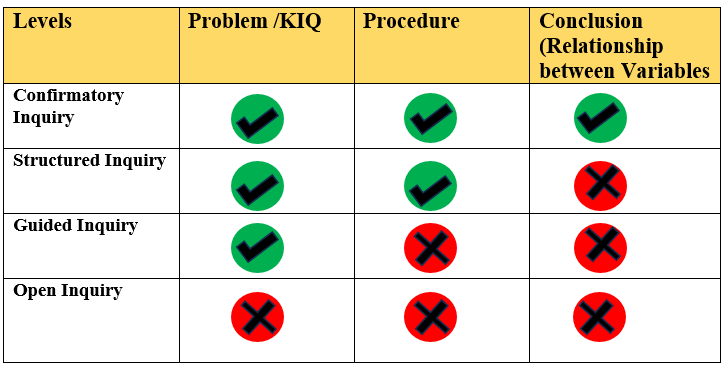 Levels
Problem /KIQ
Procedure
Conclusion
(Relationship
between Variables
Confirmatory
Inquiry
Structured Inquiry
Guided Inquiry
Open Inquiry